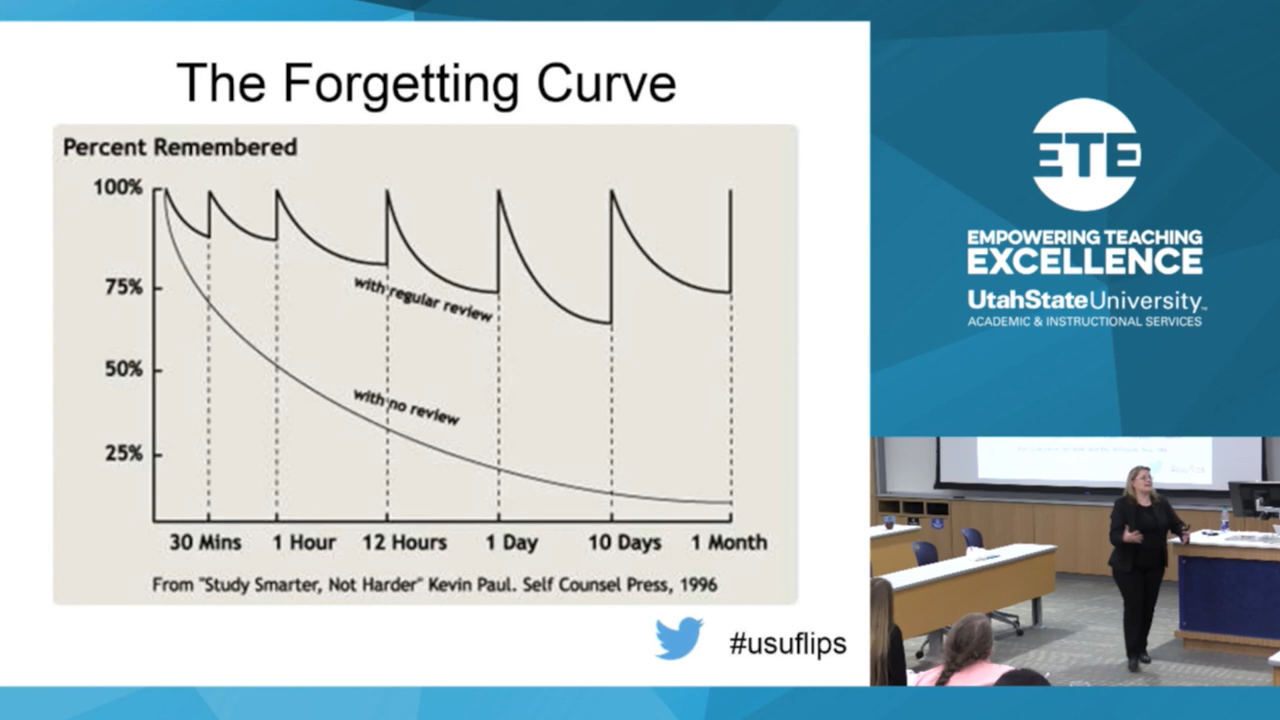 The Forgetting Curve
Percent Remembered
100%
75%
50%
25%
with regular review
with no review
30 Mins 1 Hour 12 Hours 1 Day 10 Days 1 Month
From "Study Smarter, Not Harder" Kevin Paul. Self Counsel Press, 1996
#usuflips
ETE
EMPOWERING TEACHING
EXCELLENCE
UtahStateUniversity™
ACADEMIC & INSTRUCTIONAL SERVICES
#usuflips